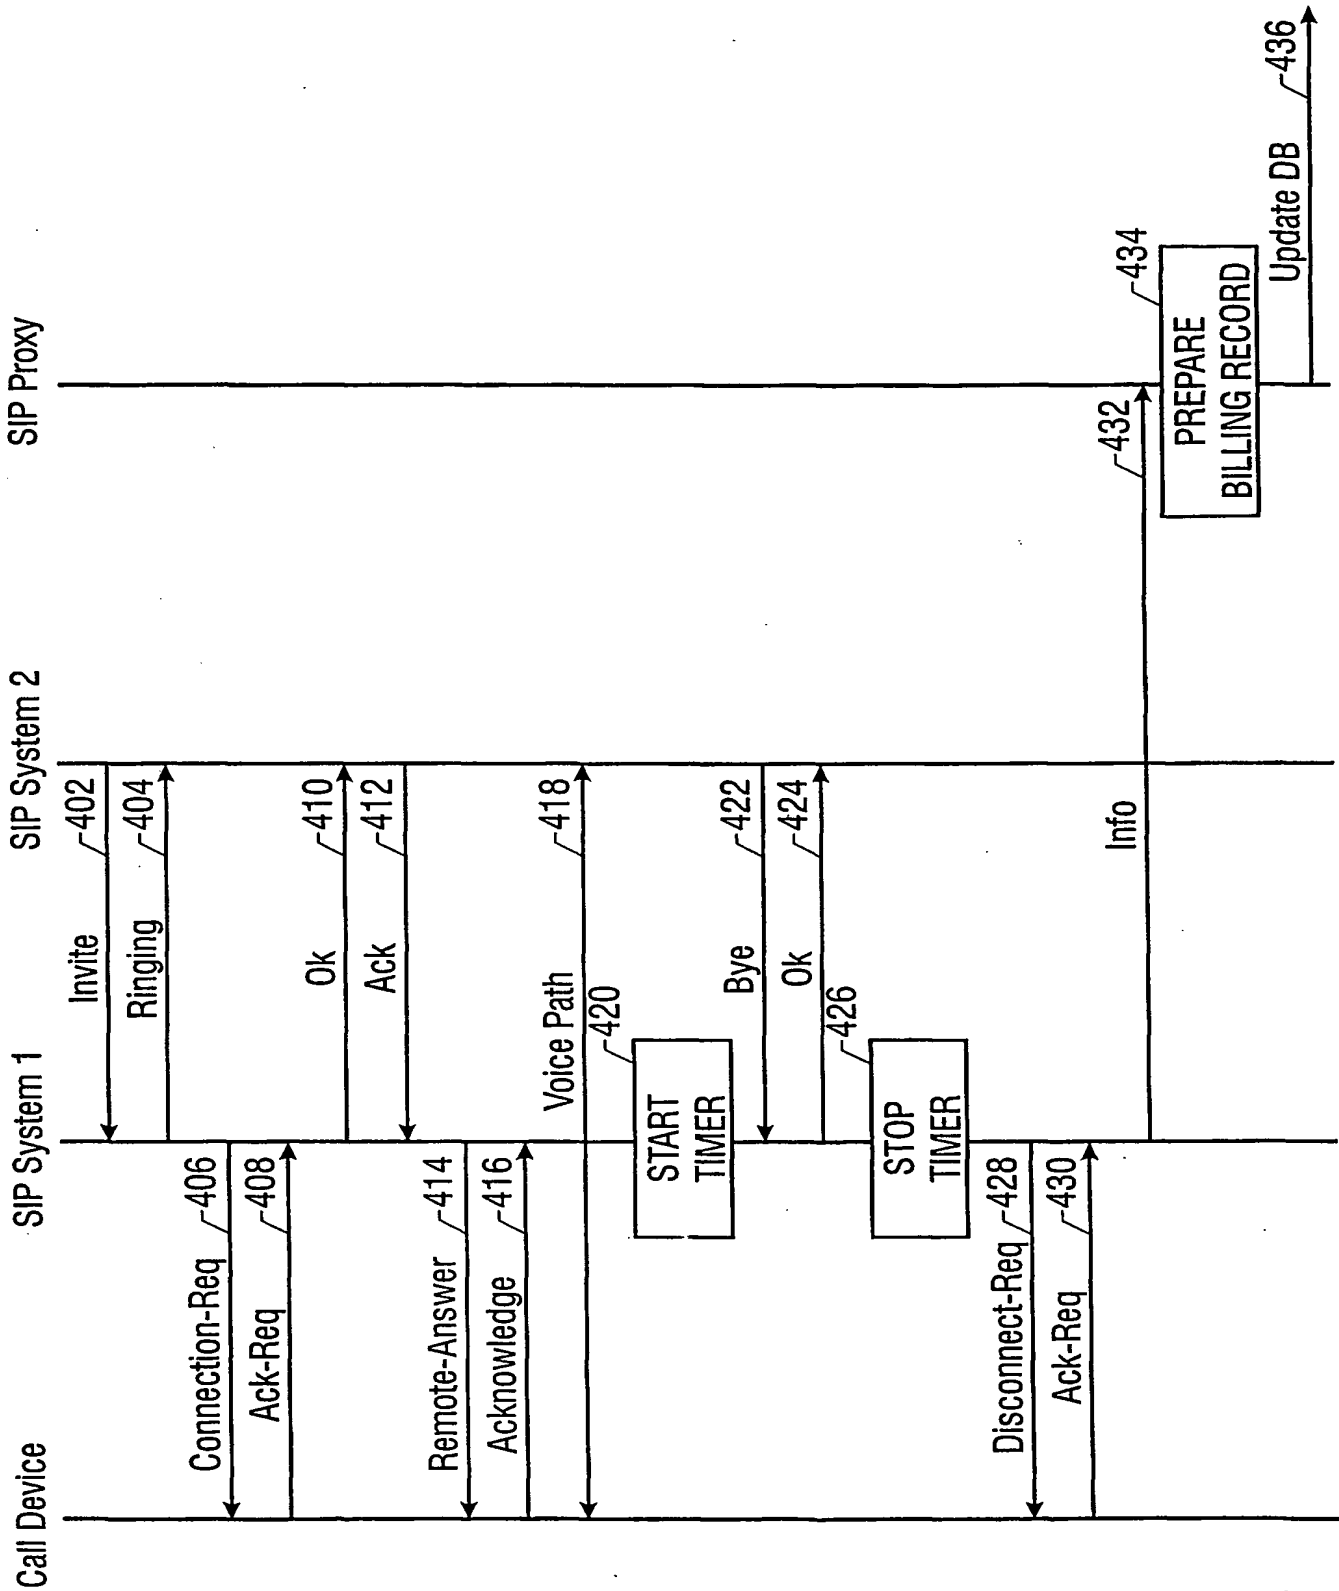 Call Device
SIP System 1
SIP System 2
SIP Proxy
Invite
402
Ringing
404
Connection-Req
406
Ack-Req
408
Ok
410
Ack
412
Remote-Answer
414
Acknowledge
416
Voice Path
418
420
START
TIMER
Bye
422
Ok
424
426
STOP
TIMER
Disconnect-Req
428
Ack-Req
430
Info
432
434
PREPARE
BILLING RECORD
Update DB
436